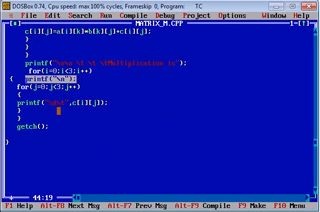 DOSBox 0.74, Cpu speed: max 100% cycles, Frameskip 0, Program: TC
≡ File Edit Search Run Compile Debug Project Options Window Help
MATRIX_M.CPP 1=[↑]
c[i][j]=a[i][k]*b[k][j]+c[i][j];
}
}
}
printf("\n\n \t \t \tMultiplication is");
for(i=0;i<3;i++)
{ printf("\n");
for(j=0;j<3;j++)
{
printf("\d\t",c[i][j]);
}
}
getch();
}
44:19
F1 Help Alt-F8 Next Msg Alt-F7 Prev Msg Alt-F9 Compile F9 Make F10 Menu